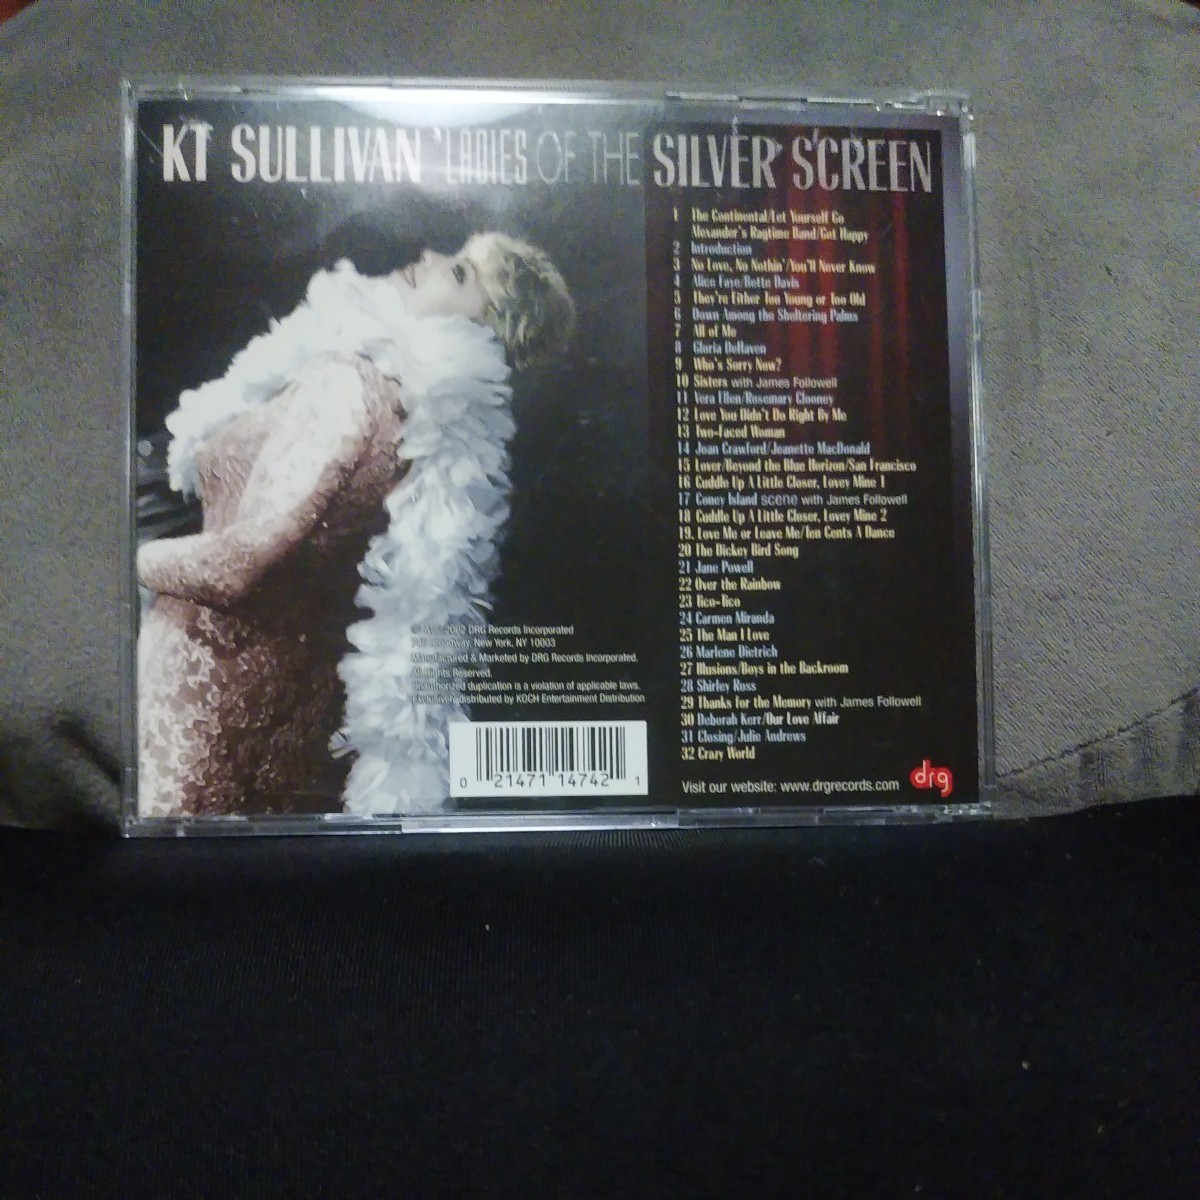 KT SULLIVAN LADIES OF THE SILVER SCREEN
1 The Continental/Let Yourself Go
Alexander's Ragtime Band/Get Happy
2 Introduction
3 No Love, No Nothin'/You'll Never Know
4 Alice Faye/Bette Davis
5 They're Either Too Young or Too Old
6 Down Among the Sheltering Palms
7 All of Me
8 Gloria DeHaven
9 Who's Sorry Now?
10 Sisters with James Followell
11 Vera Ellen/Rosemary Clooney
12 Love You Didn't Do Right By Me
13 Two-Faced Woman
14 Joan Crawford/Jeanette MacDonald
15 Lover/Beyond the Blue Horizon/San Francisco
16 Cuddle Up A Little Closer, Lovey Mine 1
17 Coney Island scene with James Followell
18 Cuddle Up A Little Closer, Lovey Mine 2
19. Love Me or Leave Me/Ten Cents A Dance
20 The Dickey Bird Song
21 Jane Powell
22 Over the Rainbow
23 Tico-Tico
24 Carmen Miranda
25 The Man I Love
26 Marlene Dietrich
27 Illusions/Boys in the Backroom
28 Shirley Ross
29 Thanks for the Memory with James Followell
30 Deborah Kerr/Our Love Affair
31 Closing/Julie Andrews
32 Crazy World
2002 DRG Records Incorporated
740 Broadway, New York, NY 10003
Manufactured & Marketed by DRG Records Incorporated.
All Rights Reserved.
Unauthorized duplication is a violation of applicable laws.
Exclusively distributed by KOCH Entertainment Distribution
0 21471 14742 1
Visit our website: www.drgrecords.com
drg